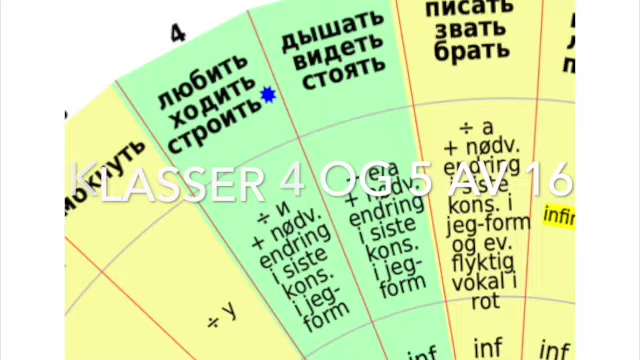 4
любить
ходить
строить
дышать
видеть
стоять
писать
звать
брать
мокнуть
KLASSER 4 OG 5 AV 16
÷ и
+ nødv.
endring
i siste
kons.
i jeg-
form
÷ е/а
+ nødv.
endring
i siste
kons.
i jeg-
form
÷ а
+ nødv.
endring
i siste
kons. i
jeg-form
og ev.
flyktig
vokal i
rot
÷ у
inf
inf
inf